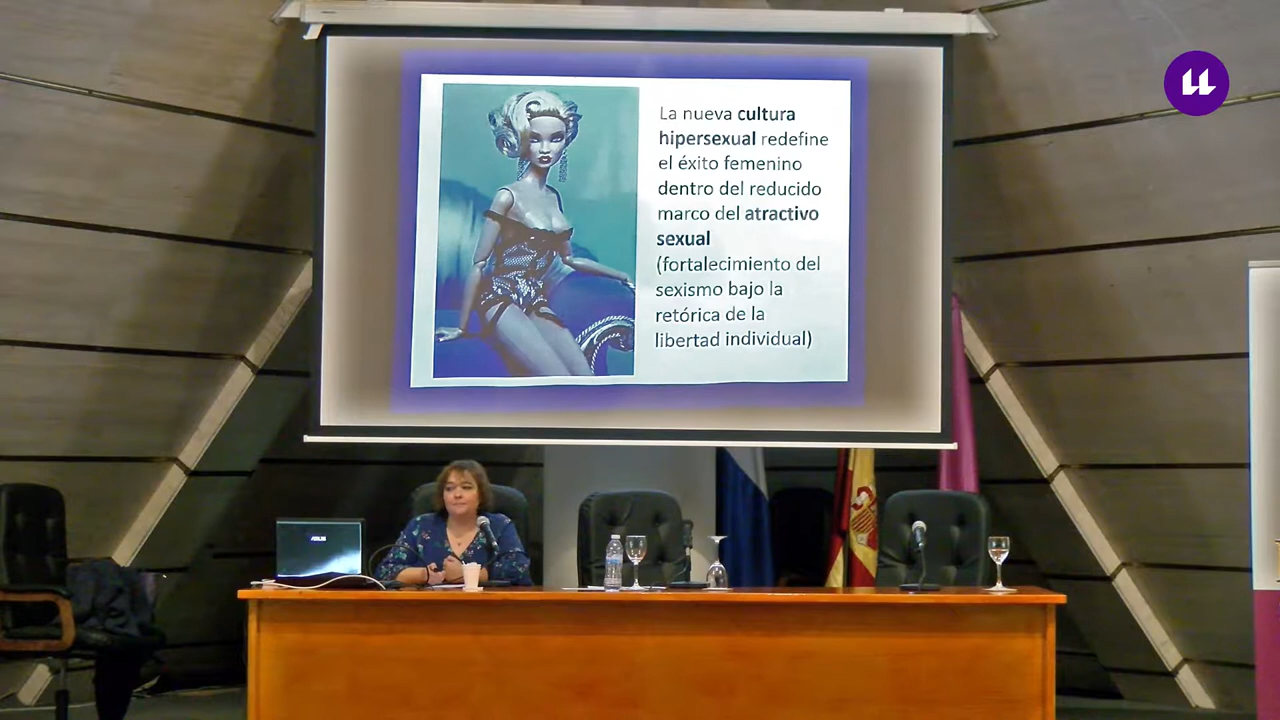 La nueva cultura
hipersexual redefine
el éxito femenino
dentro del reducido
marco del atractivo
sexual
(fortalecimiento del
sexismo bajo la
retórica de la
libertad individual)
ASUS